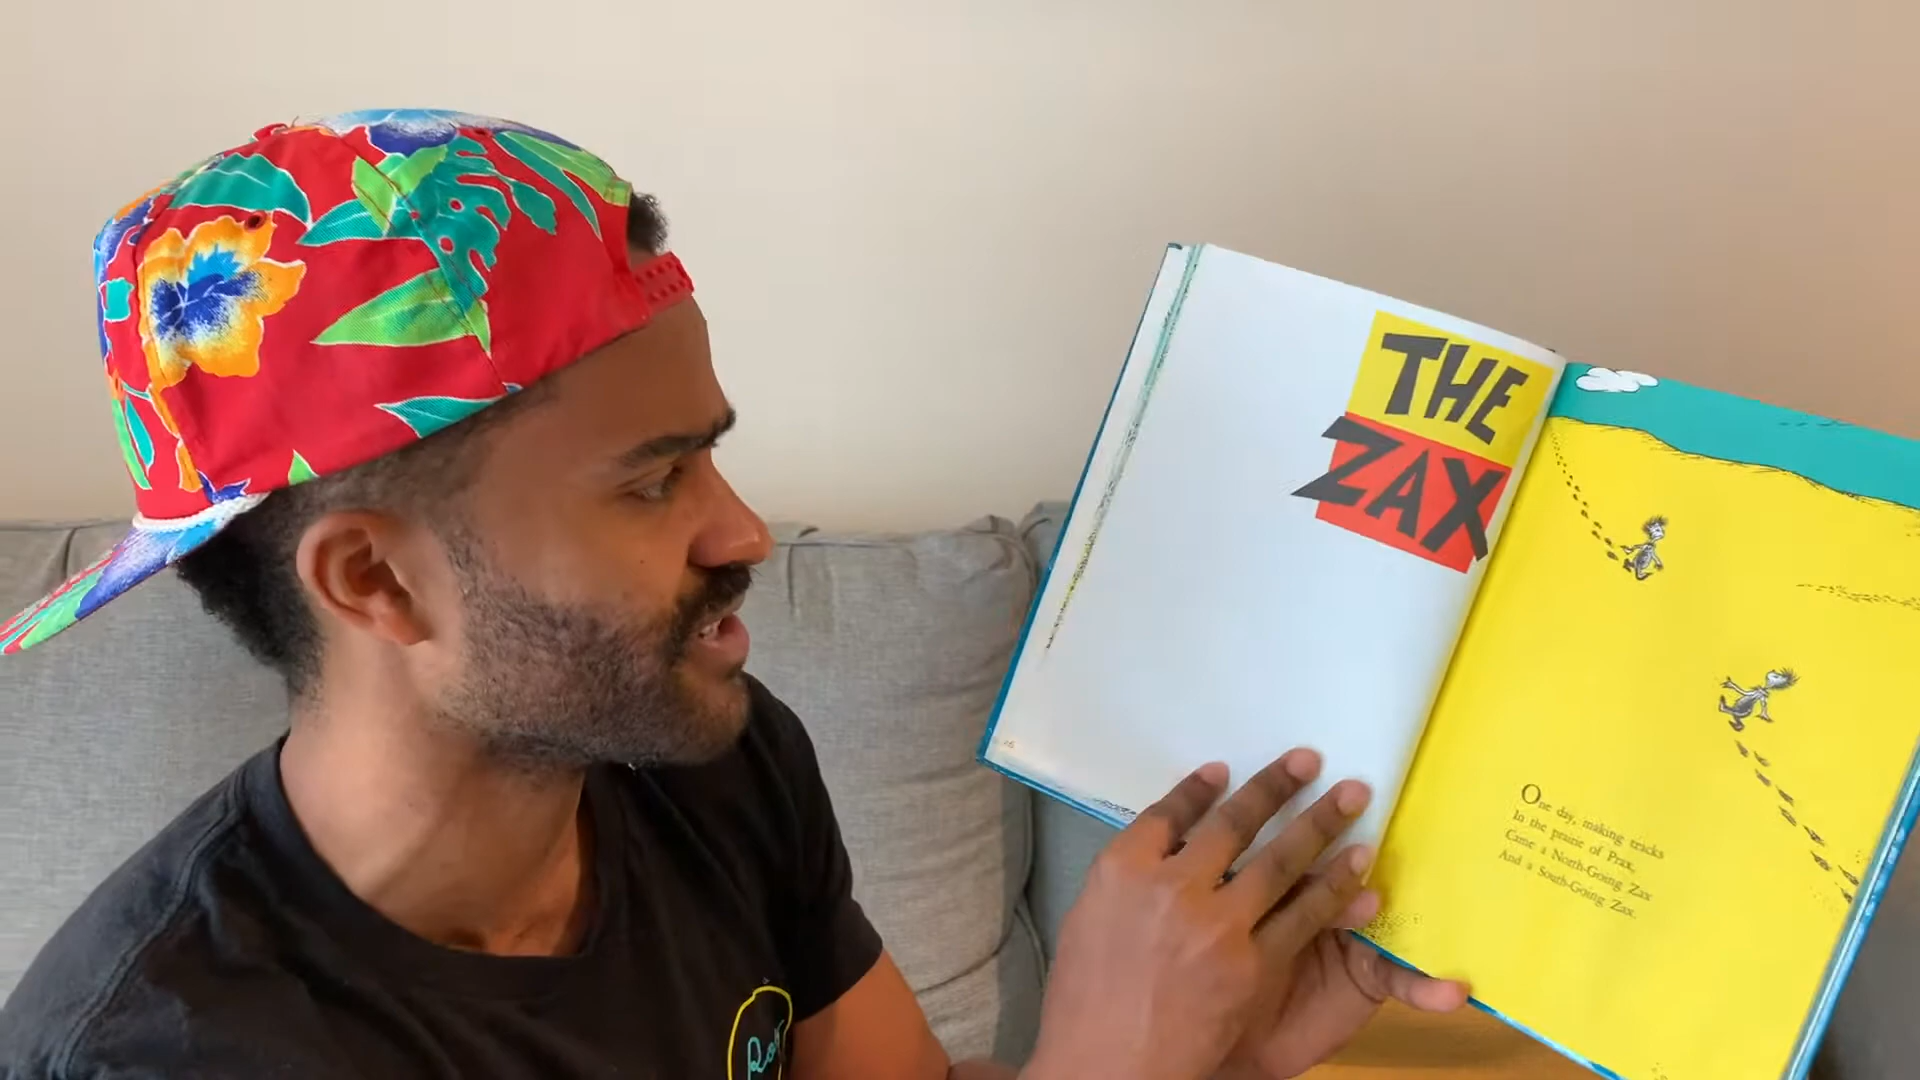 THE
ZAX
One day, making tracks
In the prairie of Prax,
Came a North-Going Zax
And a South-Going Zax.